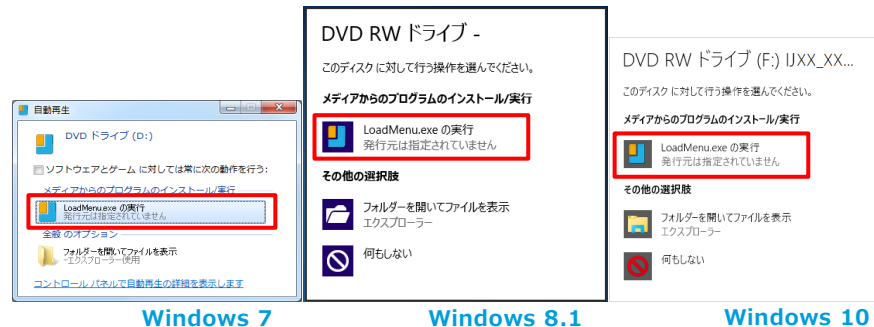 自動再生
DVD ドライブ (D:)
ソフトウェアとゲーム に対しては常に次の動作を行う:
メディアからのプログラムのインストール/実行
LoadMenu.exe の実行
発行元は指定されていません
全般 のオプション
フォルダーを開いてファイルを表示
-エクスプローラー使用
コントロール パネルで自動再生の詳細を表示します
Windows 7
DVD RW ドライブ -
このディスク に対して行う操作を選んでください。
メディアからのプログラムのインストール/実行
LoadMenu.exe の実行
発行元は指定されていません
その他の選択肢
フォルダーを開いてファイルを表示
エクスプローラー
何もしない
Windows 8.1
DVD RW ドライブ (F:) IJXX_XX...
このディスク に対して行う操作を選んでください。
メディアからのプログラムのインストール/実行
LoadMenu.exe の実行
発行元は指定されていません
その他の選択肢
フォルダーを開いてファイルを表示
エクスプローラー
何もしない
Windows 10